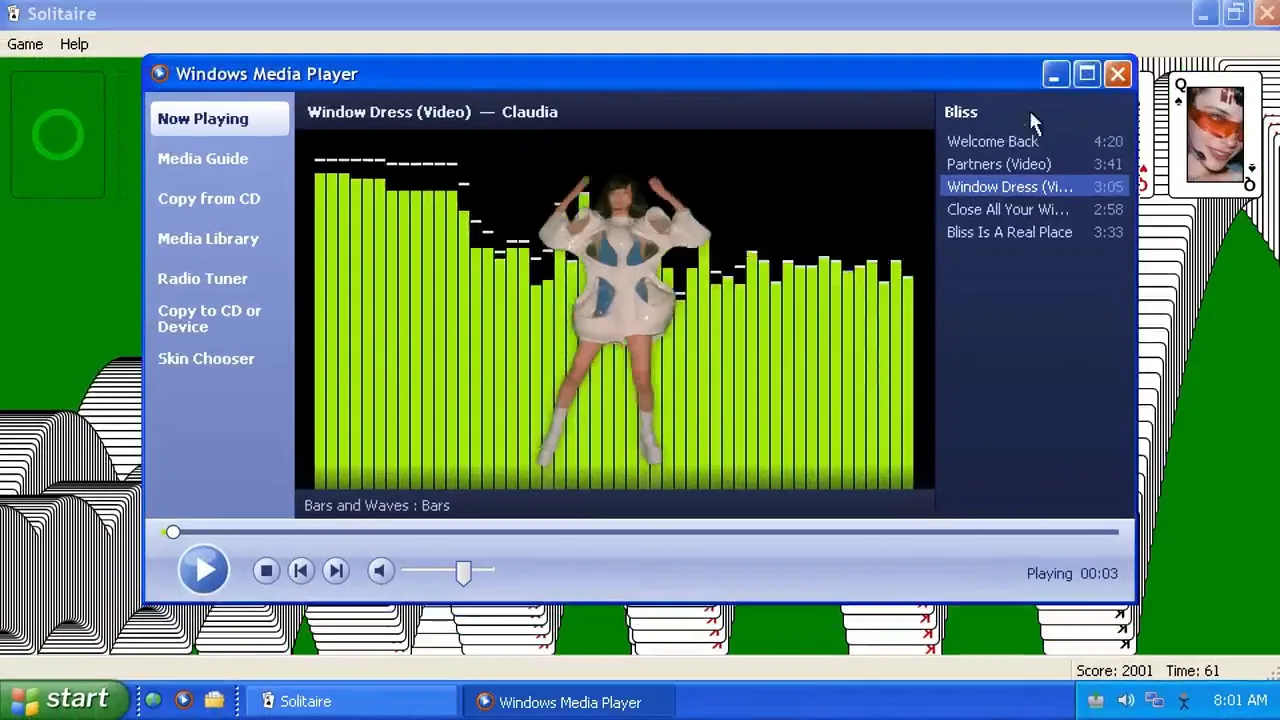 Solitaire
Game Help
Windows Media Player
Now Playing
Media Guide
Copy from CD
Media Library
Radio Tuner
Copy to CD or
Device
Skin Chooser
Window Dress (Video) — Claudia
Bars and Waves : Bars
Bliss
Welcome Back 4:20
Partners (Video) 3:41
Window Dress (Vi... 3:05
Close All Your Wi... 2:58
Bliss Is A Real Place 3:33
Playing 00:03
Q
Q
Q
K
K
K
K
K
K
K
K
K
K
K
K
Score: 2001 Time: 61
start
Solitaire
Windows Media Player
8:01 AM